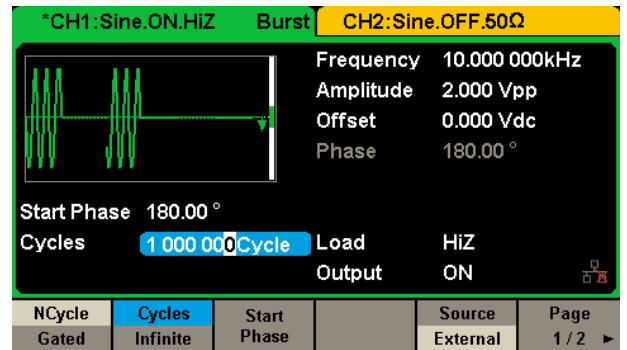 *CH1:Sine.ON.HiZ Burst CH2:Sine.OFF.50Ω
Frequency 10.000 000kHz
Amplitude 2.000 Vpp
Offset 0.000 Vdc
Phase 180.00 °
Start Phase 180.00 °
Cycles 1 000 000Cycle Load HiZ
Output ON
NCycle Cycles Start Source Page
Gated Infinite Phase External 1 / 2 ►